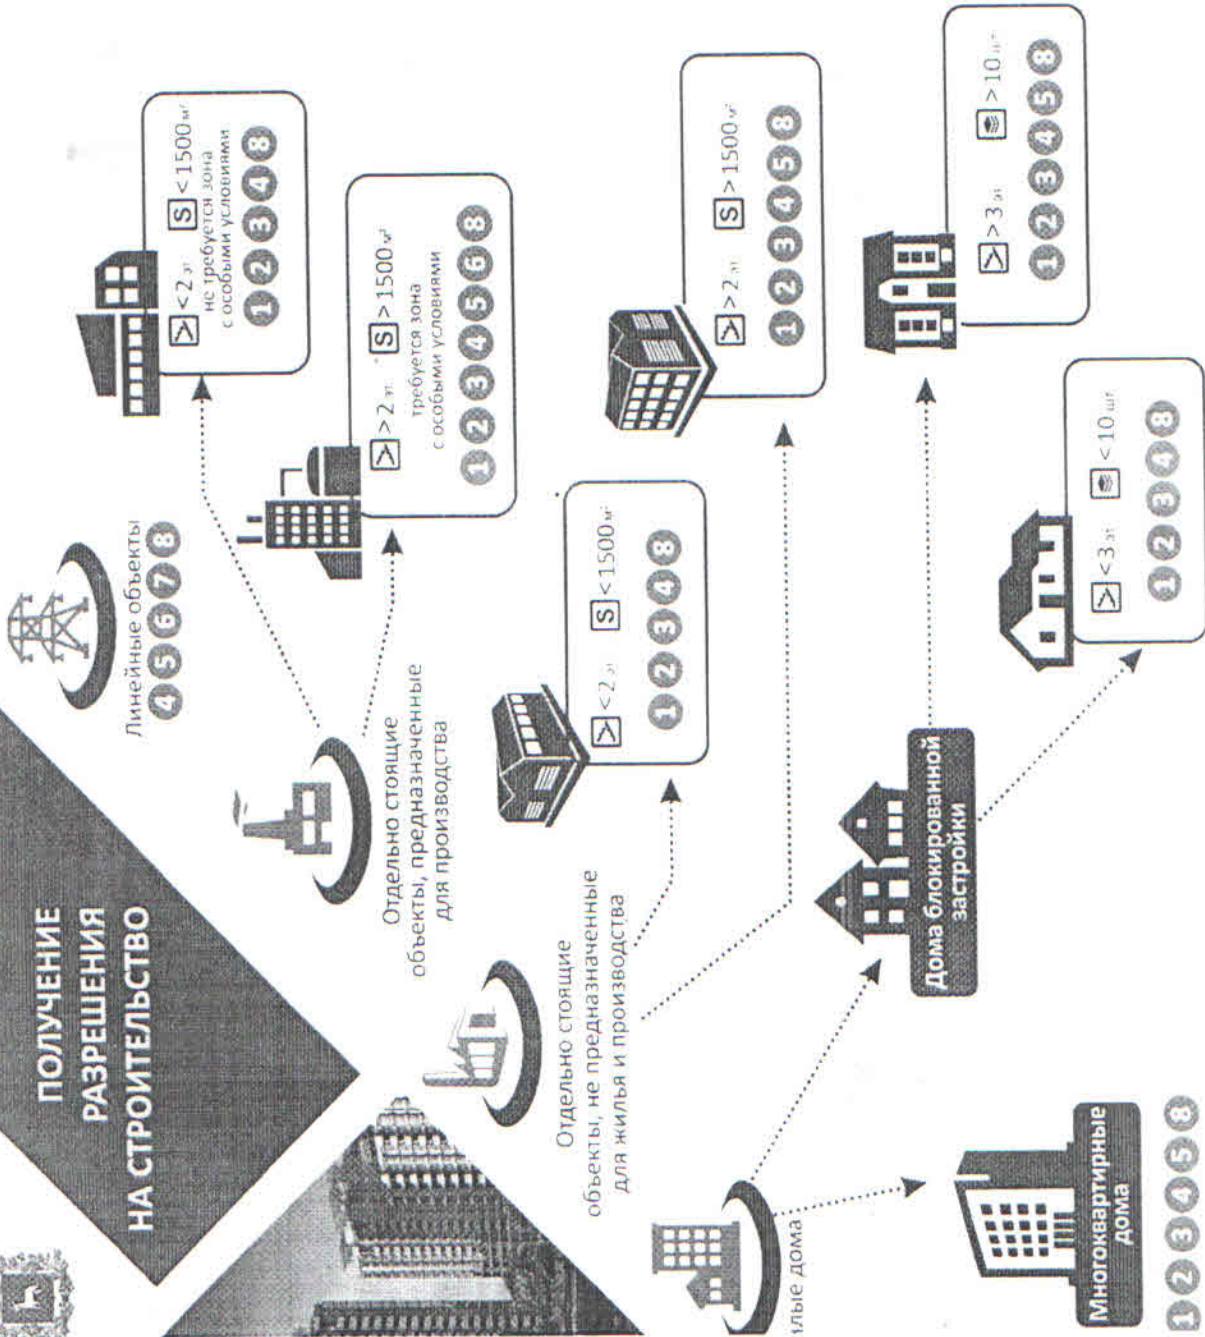 ПОЛУЧЕНИЕ
РАЗРЕШЕНИЯ
НА СТРОИТЕЛЬСТВО
Линейные объекты
4 5 6 7 8
<2 эт S <1500 м²
не требуется зона
с особыми условиями
1 2 3 4 8
Отдельно стоящие
объекты, предназначенные
для производства
>2 эт S >1500 м²
требуется зона
с особыми условиями
1 2 3 4 5 6 8
Отдельно стоящие
объекты, не предназначенные
для жилья и производства
<2 эт S <1500 м²
1 2 3 4 8
>2 эт S >1500 м²
1 2 3 4 5 8
илые дома
Дома блокированной
застройки
>3 эт >10 шт
1 2 3 4 5 8
<3 эт <10 шт
1 2 3 4 8
Многоквартирные
дома
1 2 3 4 5 8